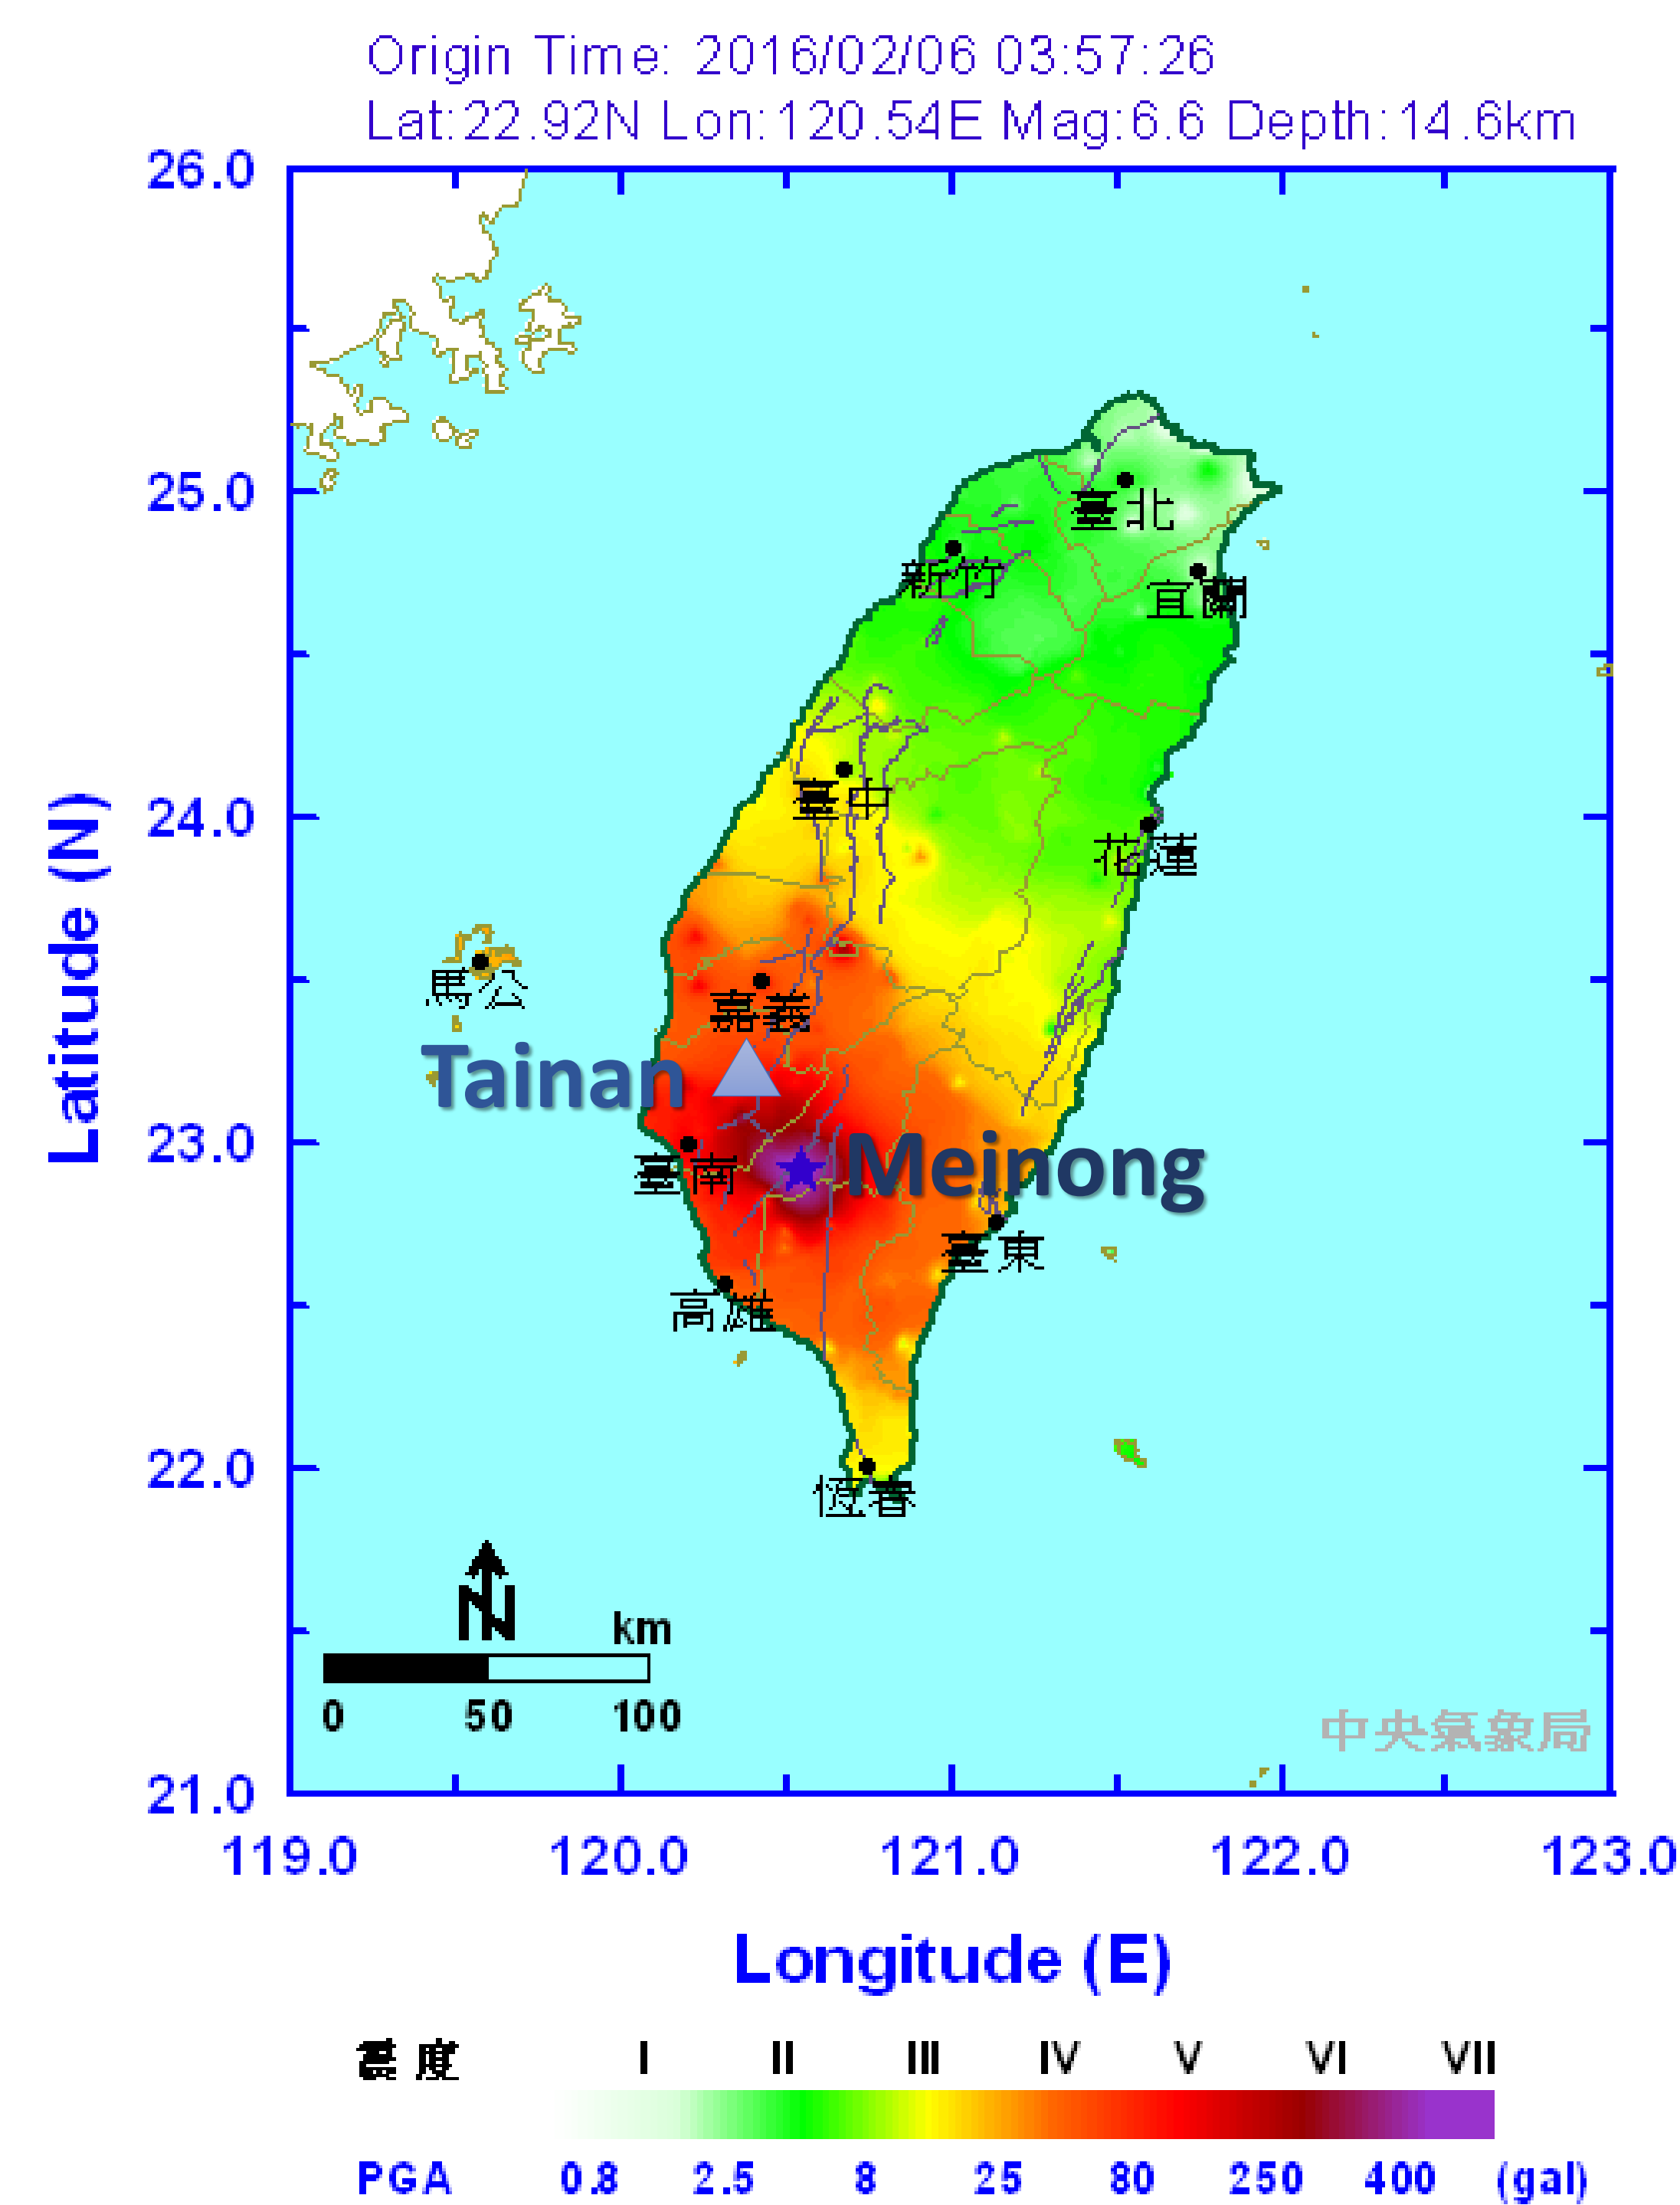 Origin Time: 2016/02/06 03:57:26
Lat:22.92N Lon:120.54E Mag:6.6 Depth:14.6km
26.0
25.0
臺北
新竹
宜蘭
24.0
臺中
花蓮
Latitude (N)
馬公
嘉義
Tainan
23.0
Meinong
臺南
臺東
高雄
22.0
恆春
N
km
0 50 100
中央氣象局
21.0
119.0 120.0 121.0 122.0 123.0
Longitude (E)
震度 I II III IV V VI VII
PGA 0.8 2.5 8 25 80 250 400 (gal)